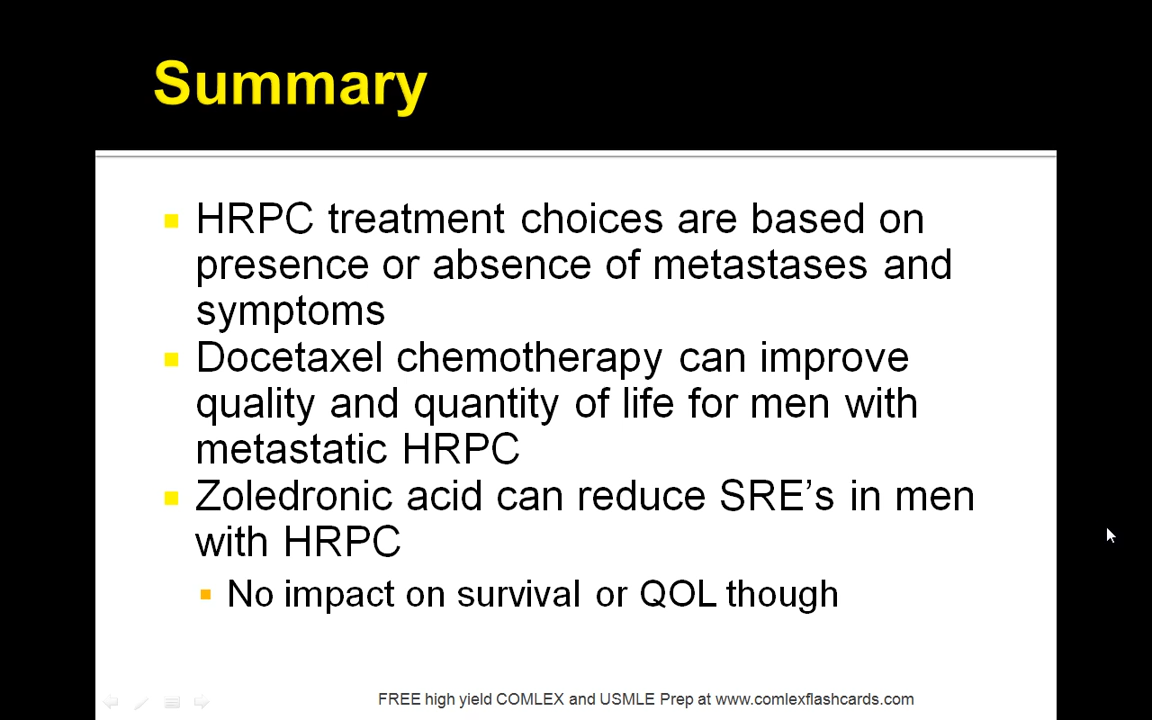 Summary
HRPC treatment choices are based on
presence or absence of metastases and
symptoms
Docetaxel chemotherapy can improve
quality and quantity of life for men with
metastatic HRPC
Zoledronic acid can reduce SRE’s in men
with HRPC
No impact on survival or QOL though
FREE high yield COMLEX and USMLE Prep at www.comlexflashcards.com